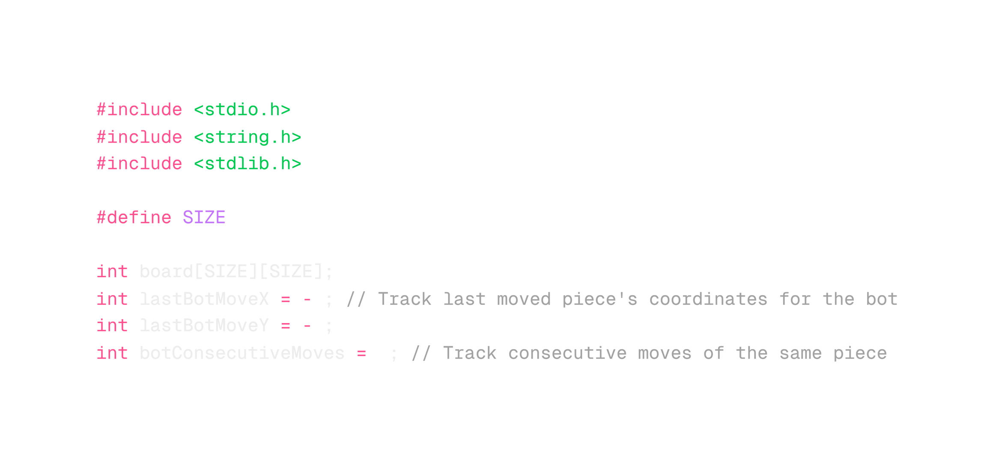 #include <stdio.h>
#include <string.h>
#include <stdlib.h>
#define SIZE
int board[SIZE][SIZE];
int lastBotMoveX = - ; // Track last moved piece's coordinates for the bot
int lastBotMoveY = - ;
int botConsecutiveMoves =  ; // Track consecutive moves of the same piece